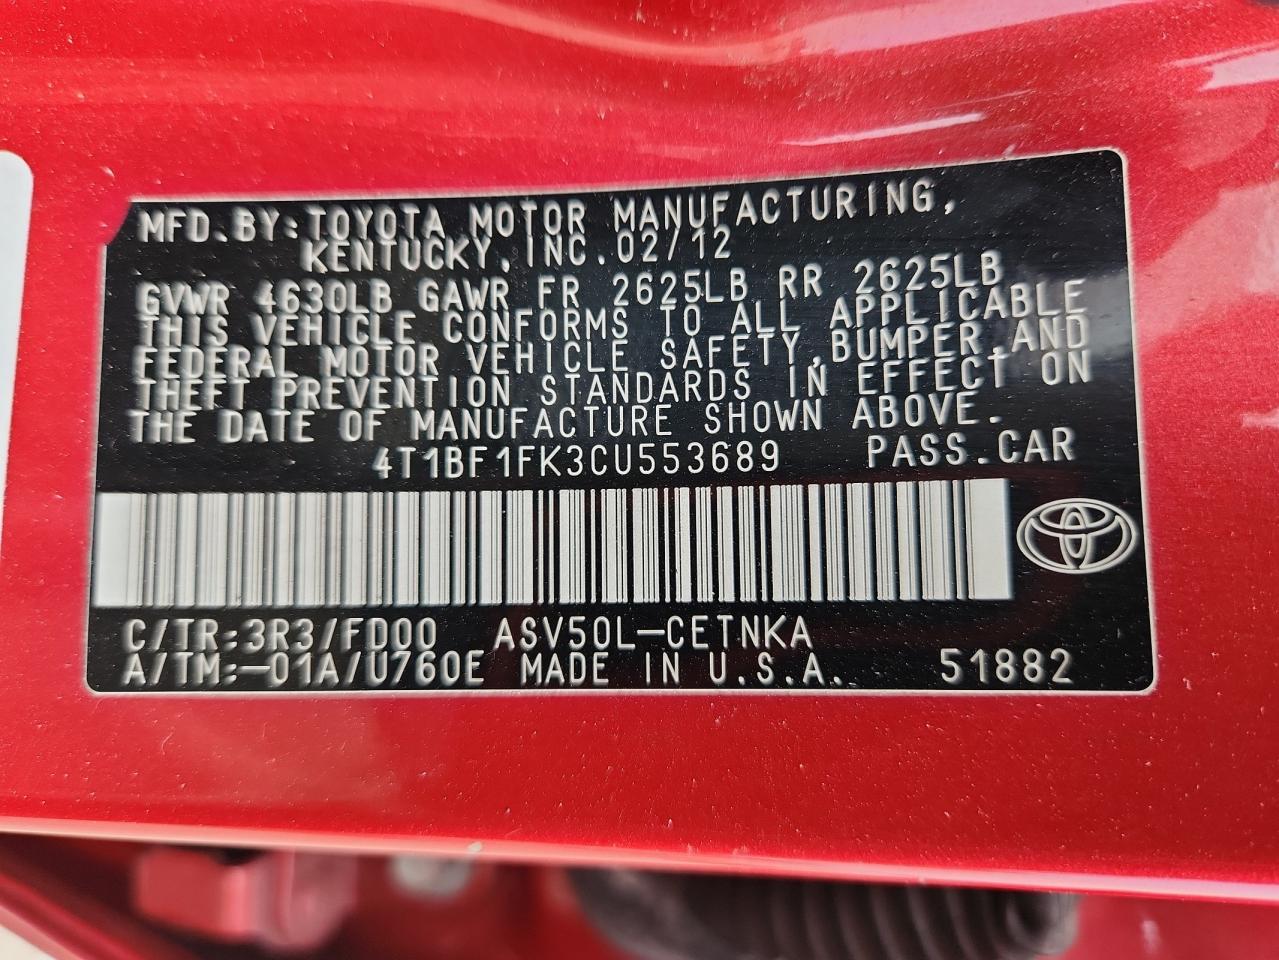 MFD.BY:TOYOTA MOTOR MANUFACTURING,
KENTUCKY,INC.02/12
GVWR 4630LB GAWR FR 2625LB RR 2625LB
THIS VEHICLE CONFORMS TO ALL APPLICABLE
FEDERAL MOTOR VEHICLE SAFETY,BUMPER,AND
THEFT PREVENTION STANDARDS IN EFFECT ON
THE DATE OF MANUFACTURE SHOWN ABOVE.
4T1BF1FK3CU553689 PASS.CAR
C/TR:3R3/FD00 ASV50L-CETNKA
A/TM:-01A/U760E MADE IN U.S.A. 51882